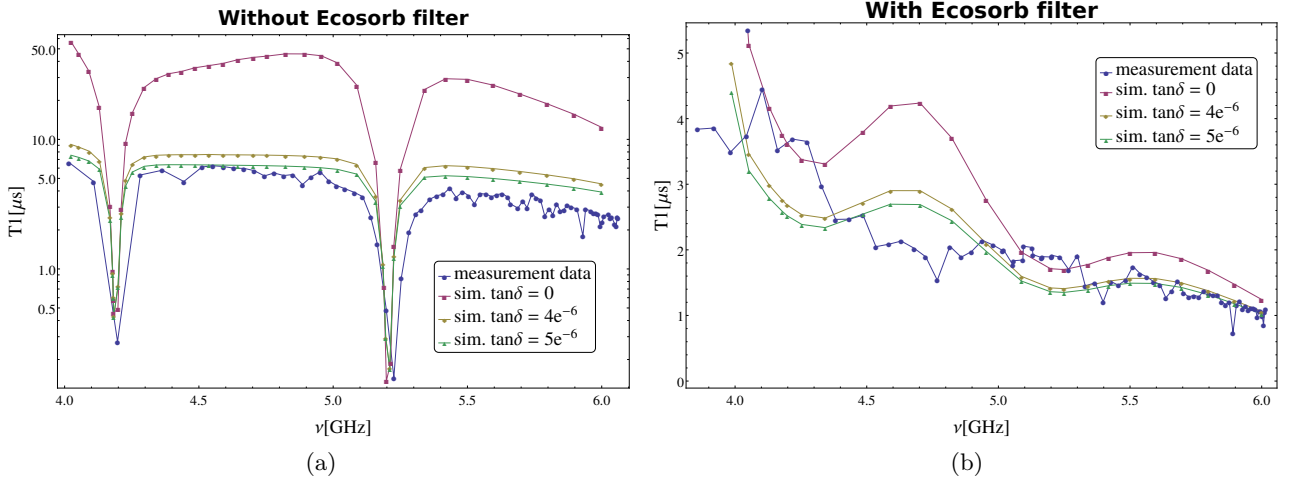 Without Ecosorb filter
50.0
10.0
5.0
1.0
0.5
T1[μs]
measurement data
sim. tanδ = 0
sim. tanδ = 4e⁻⁶
sim. tanδ = 5e⁻⁶
4.0 4.5 5.0 5.5 6.0
ν[GHz]
(a)
With Ecosorb filter
5
4
3
2
1
0
T1[μs]
measurement data
sim. tanδ = 0
sim. tanδ = 4e⁻⁶
sim. tanδ = 5e⁻⁶
4.0 4.5 5.0 5.5 6.0
ν[GHz]
(b)